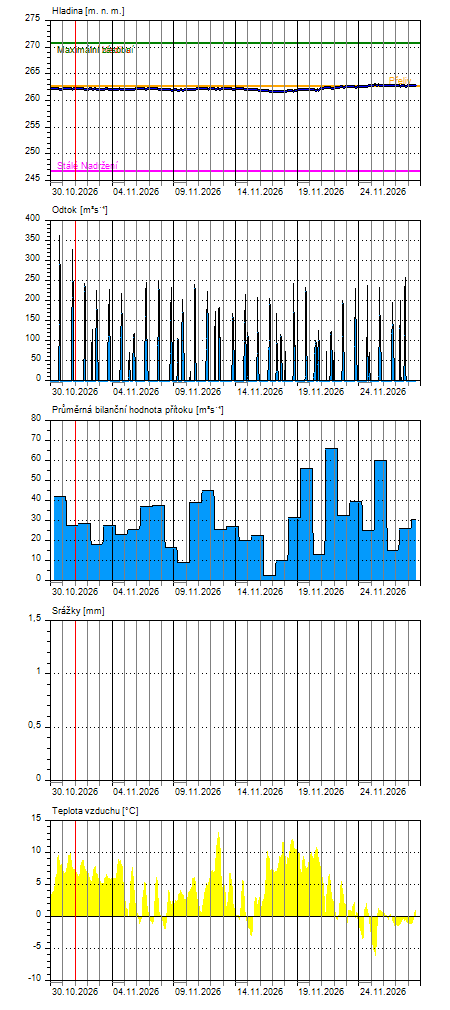 Hladina [m. n. m.]
275
270
265
260
255
250
245
Přeliv
Stálé Nadržení
30.10.2026 04.11.2026 09.11.2026 14.11.2026 19.11.2026 24.11.2026
Odtok [m³s⁻¹]
400
350
300
250
200
150
100
50
0
30.10.2026 04.11.2026 09.11.2026 14.11.2026 19.11.2026 24.11.2026
Průměrná bilanční hodnota přítoku [m³s⁻¹]
80
70
60
50
40
30
20
10
0
30.10.2026 04.11.2026 09.11.2026 14.11.2026 19.11.2026 24.11.2026
Srážky [mm]
1,5
1
0,5
0
30.10.2026 04.11.2026 09.11.2026 14.11.2026 19.11.2026 24.11.2026
Teplota vzduchu [°C]
15
10
5
0
-5
-10
30.10.2026 04.11.2026 09.11.2026 14.11.2026 19.11.2026 24.11.2026